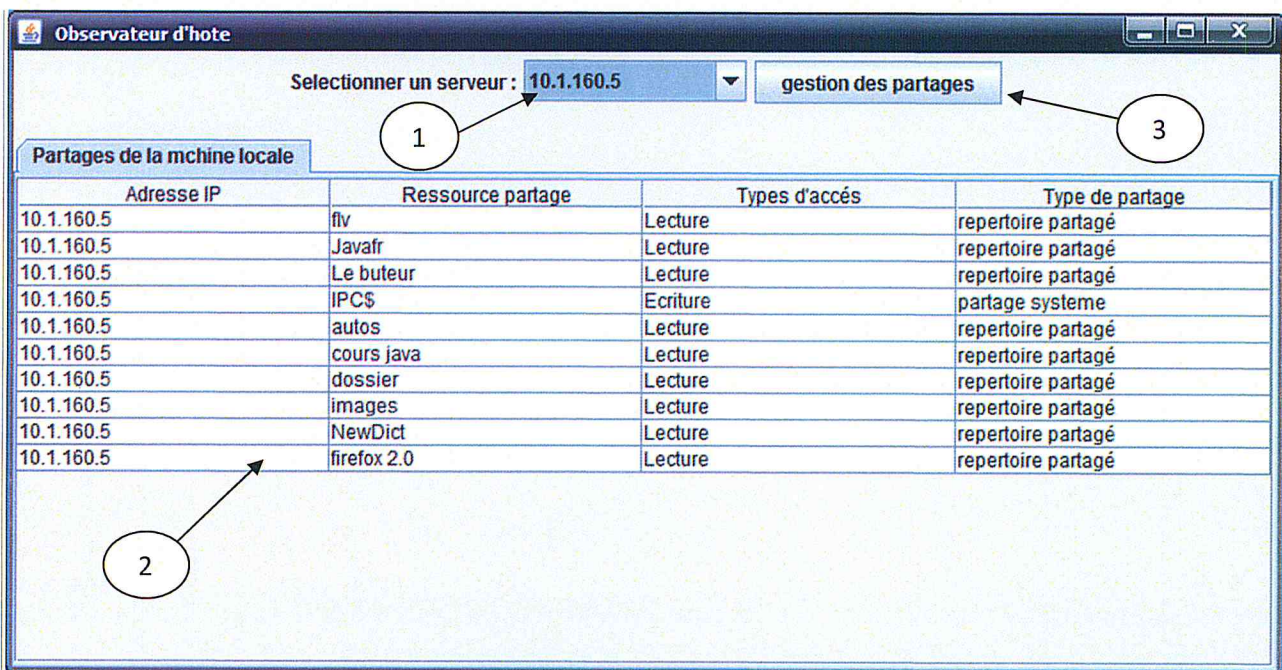 Observateur d'hote
Selectionner un serveur : 10.1.160.5 gestion des partages
1
3
Partages de la mchine locale
Adresse IP Ressource partage Types d'accés Type de partage
10.1.160.5 flv Lecture repertoire partagé
10.1.160.5 Javafr Lecture repertoire partagé
10.1.160.5 Le buteur Lecture repertoire partagé
10.1.160.5 IPC$ Ecriture partage systeme
10.1.160.5 autos Lecture repertoire partagé
10.1.160.5 cours java Lecture repertoire partagé
10.1.160.5 dossier Lecture repertoire partagé
10.1.160.5 images Lecture repertoire partagé
10.1.160.5 NewDict Lecture repertoire partagé
10.1.160.5 firefox 2.0 Lecture repertoire partagé
2